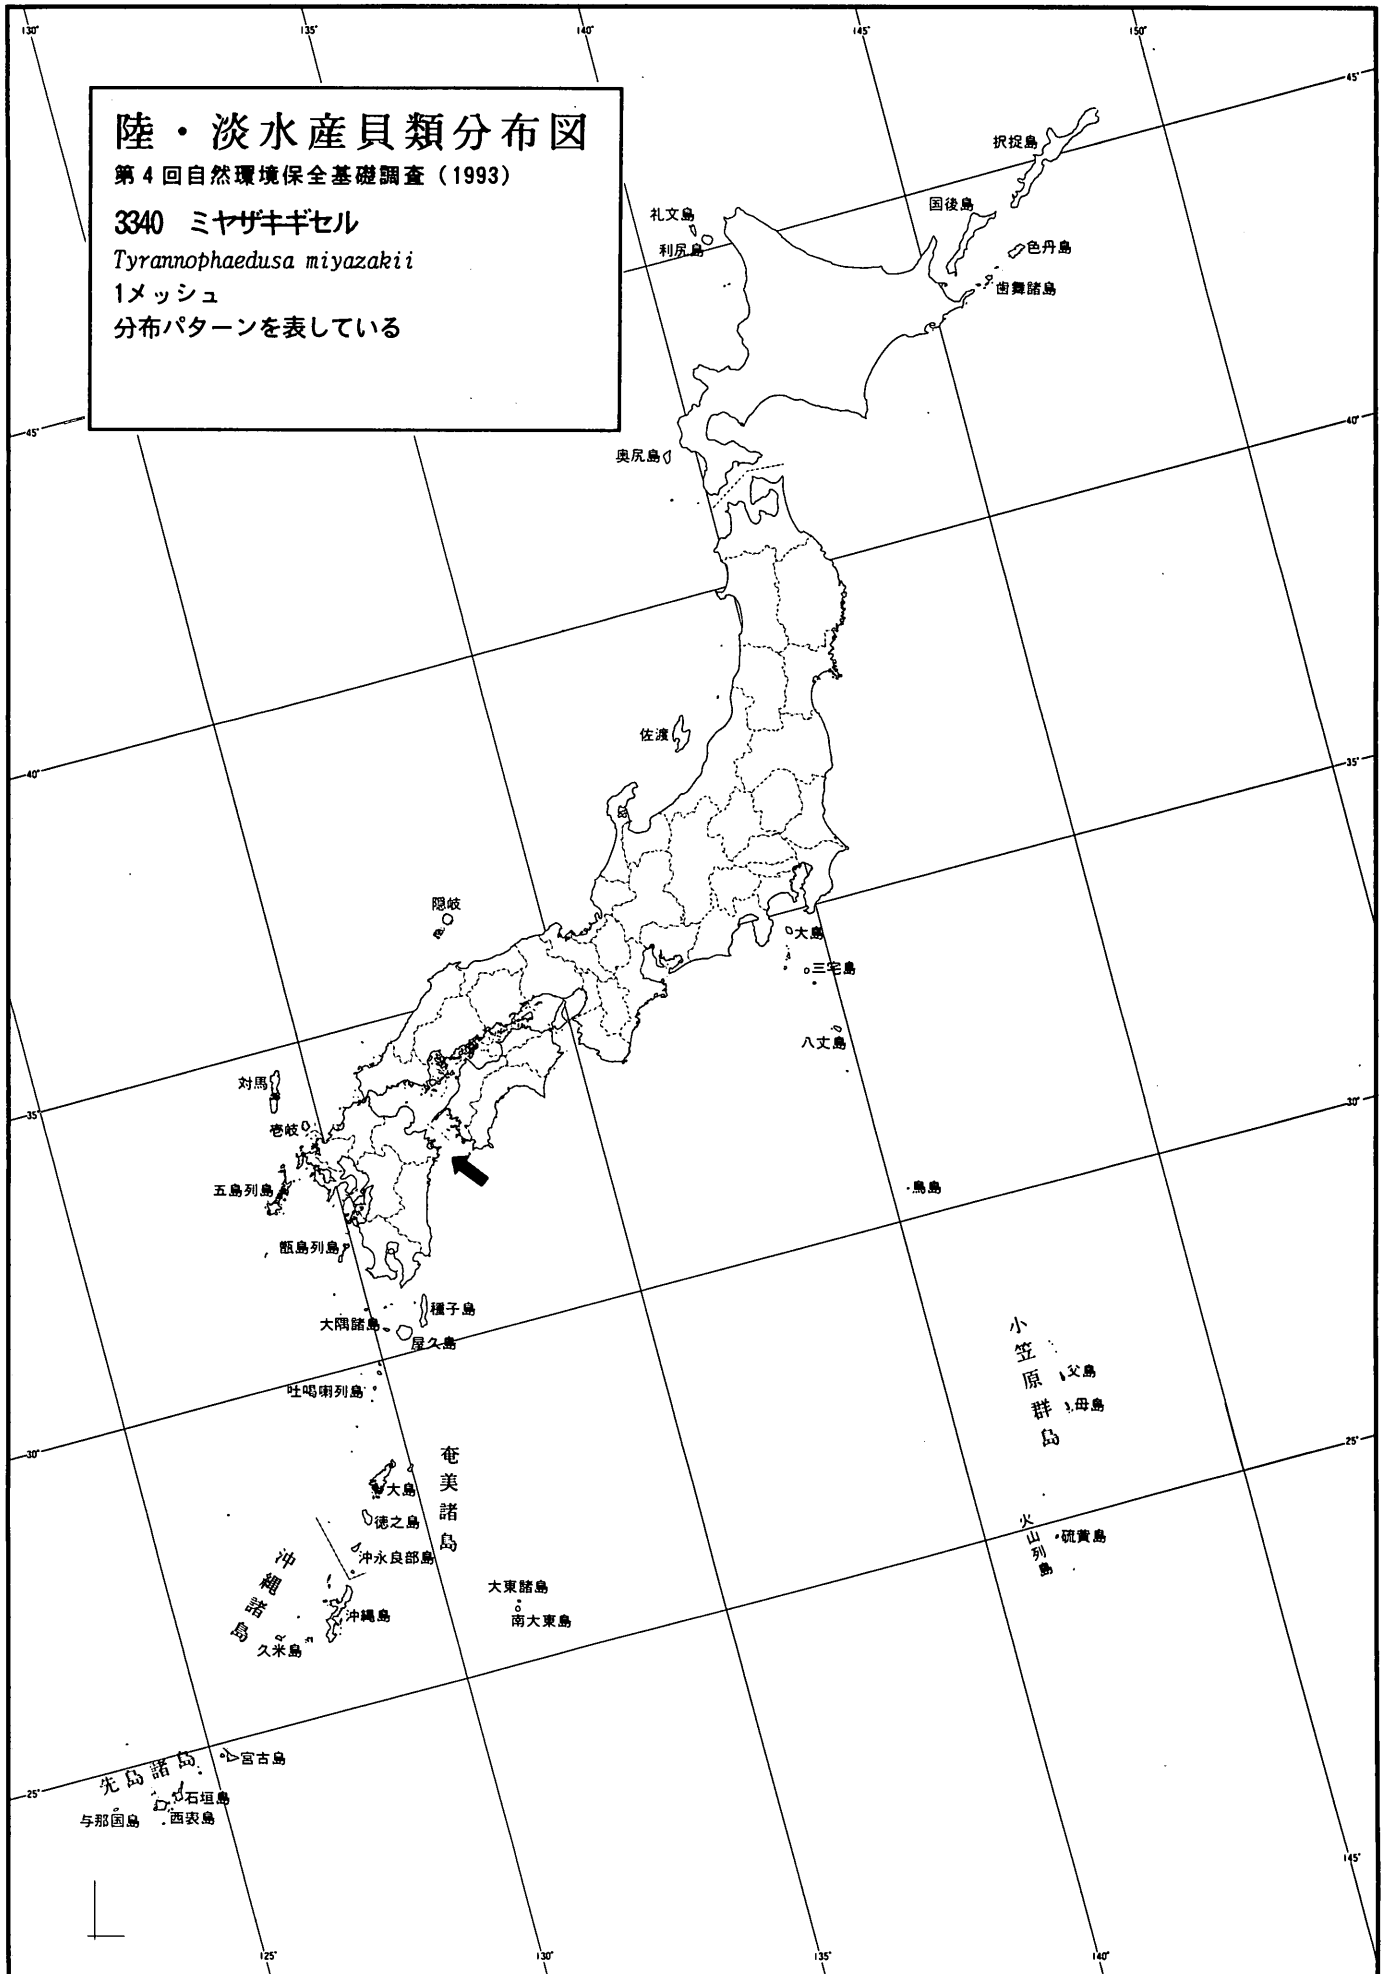 130°
135°
140°
145°
150°
陸・淡水産貝類分布図
第4回自然環境保全基礎調査（1993）
3340 ミヤザキギセル
Tyrannophaedusa miyazakii
1メッシュ
分布パターンを表している
45°
択捉島
国後島
礼文島
利尻島
色丹島
歯舞諸島
40°
45°
奥尻島
佐渡
35°
40°
隠岐
大島
三宅島
八丈島
対馬
30°
35°
壱岐
五島列島
鳥島
甑島列島
種子島
大隅諸島
屋久島
小笠原群島
父島
母島
吐噶喇列島
25°
30°
奄美諸島
大島
徳之島
火山列島
硫黄島
沖縄諸島
沖永良部島
大東諸島
沖縄島
南大東島
久米島
先島諸島
宮古島
25°
石垣島
与那国島
西表島
145°
125°
130°
135°
140°